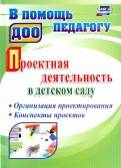 В ПОМОЩЬ ПЕДАГОГУ
ДОО
Проектная
деятельность
в детском саду
• Организация проектирования
• Конспекты проектов